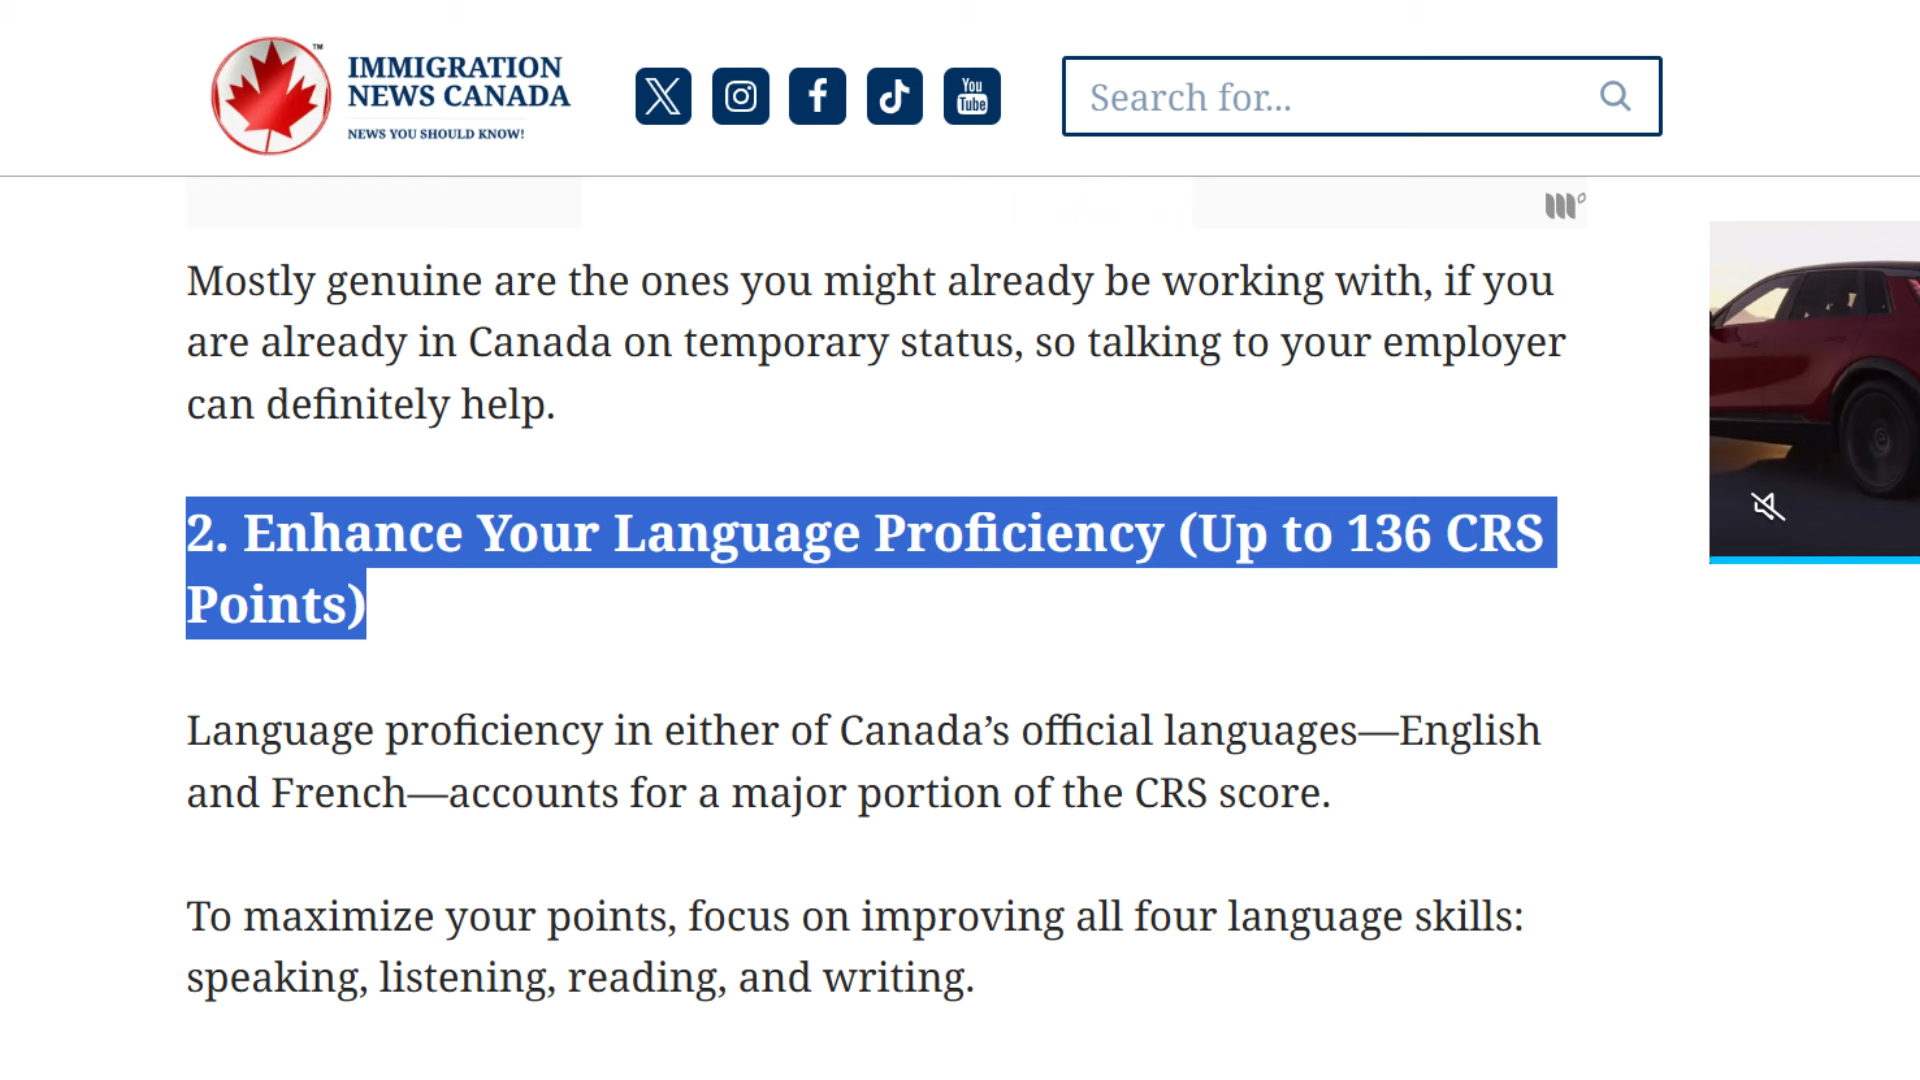 IMMIGRATION
NEWS CANADA
™
NEWS YOU SHOULD KNOW!
You
Tube
Search for...
Mostly genuine are the ones you might already be working with, if you
are already in Canada on temporary status, so talking to your employer
can definitely help.
2. Enhance Your Language Proficiency (Up to 136 CRS
Points)
Language proficiency in either of Canada’s official languages—English
and French—accounts for a major portion of the CRS score.
To maximize your points, focus on improving all four language skills:
speaking, listening, reading, and writing.